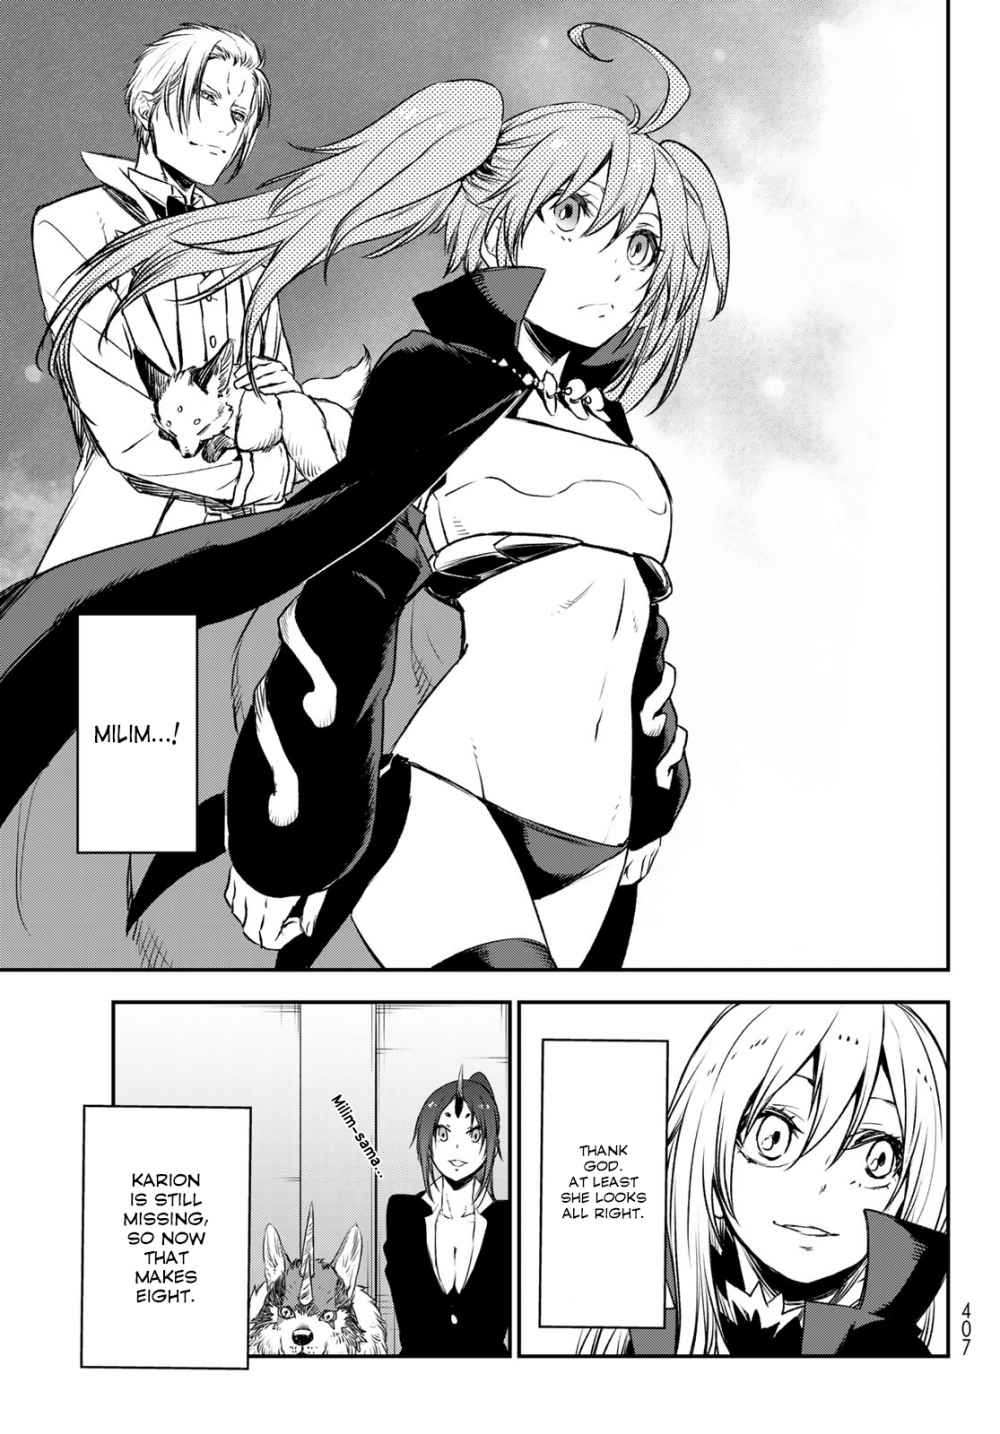 MILIM...!
THANK
GOD.
AT LEAST
SHE LOOKS
ALL RIGHT.
Milim-sama...
KARION
IS STILL
MISSING,
SO NOW
THAT
MAKES
EIGHT.
407